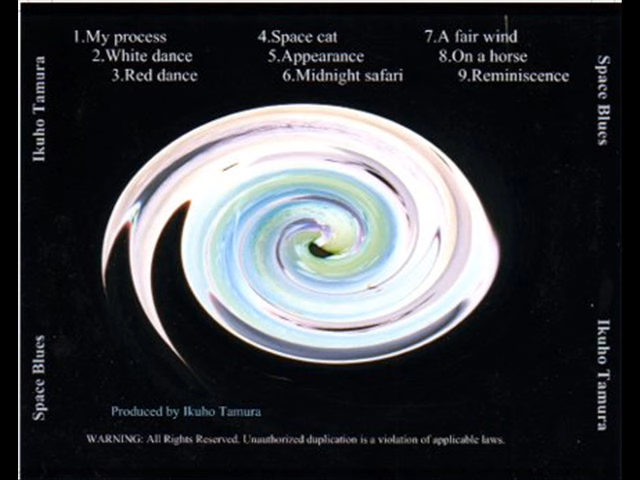 1.My process
2.White dance
3.Red dance
4.Space cat
5.Appearance
6.Midnight safari
7.A fair wind
8.On a horse
9.Reminiscence
Ikuho Tamura
Space Blues
Space Blues
Ikuho Tamura
Produced by Ikuho Tamura
WARNING: All Rights Reserved. Unauthorized duplication is a violation of applicable laws.